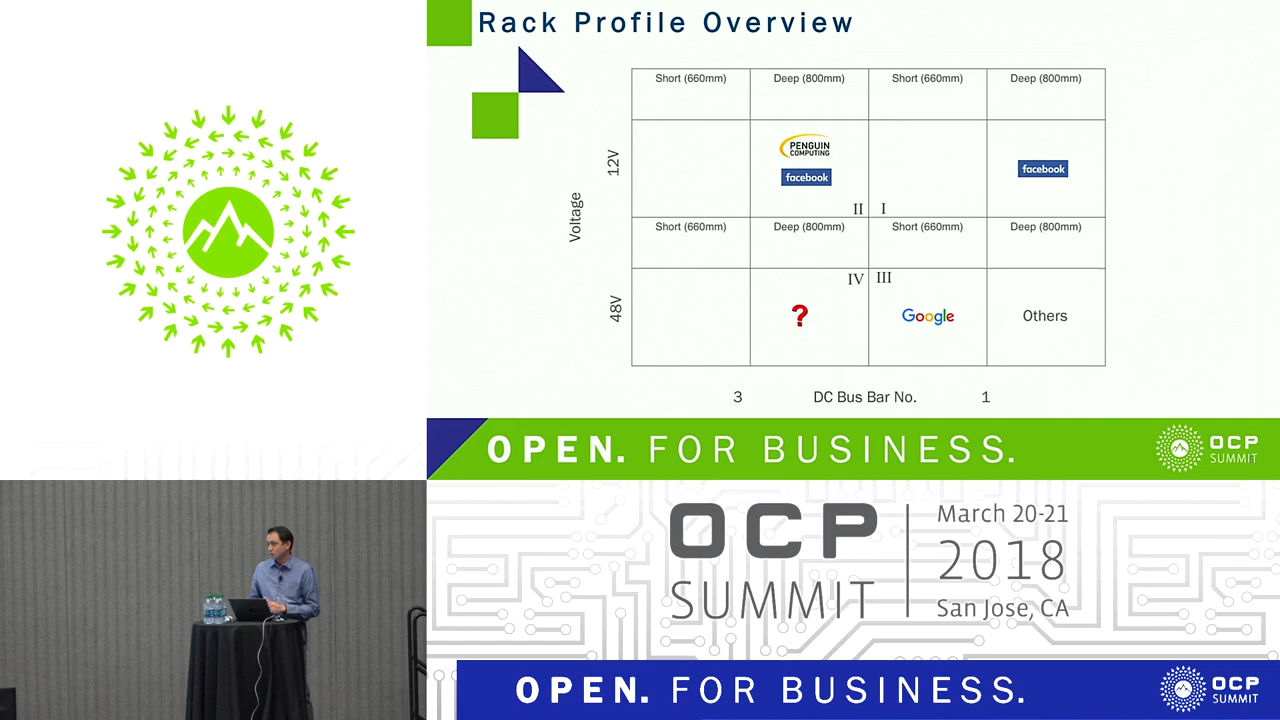 Rack Profile Overview
Short (660mm) Deep (800mm) Short (660mm) Deep (800mm)
12V
PENGUIN
COMPUTING
facebook
facebook
II I
Voltage
Short (660mm) Deep (800mm) Short (660mm) Deep (800mm)
IV III
48V
? Google Others
3 DC Bus Bar No. 1
OPEN. FOR BUSINESS.
OCP
SUMMIT
OCP
SUMMIT
March 20-21
2018
San Jose, CA
OPEN. FOR BUSINESS.
OCP
SUMMIT